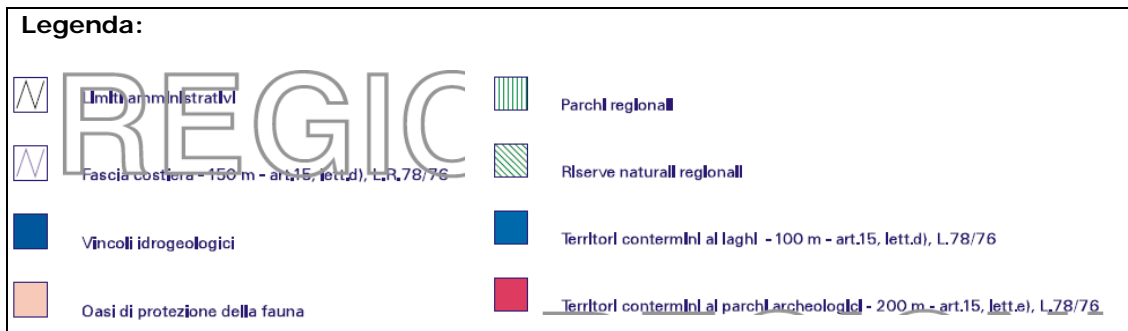 Legenda:
REGIO
Limiti amministrativi
Fascia costiera - 150 m - art.15, lett.d), L.R.78/76
Vincoli idrogeologici
Oasi di protezione della fauna
Parchi regionali
Riserve naturali regionali
Territori contermini ai laghi - 100 m - art.15, lett.d), L.78/76
Territori contermini ai parchi archeologici - 200 m - art.15, lett.e), L.78/76